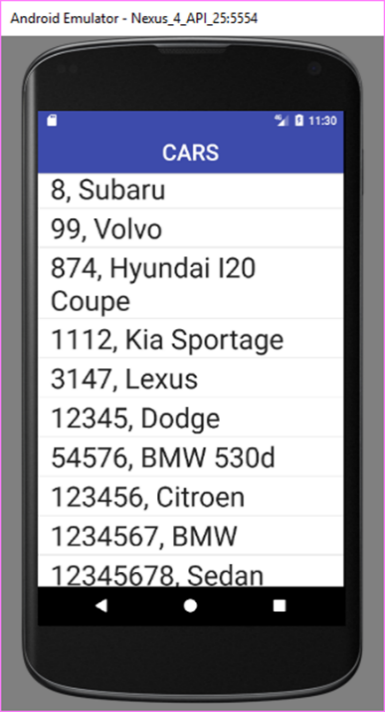 Android Emulator - Nexus_4_API_25:5554
11:30
CARS
8, Subaru
99, Volvo
874, Hyundai I20
Coupe
1112, Kia Sportage
3147, Lexus
12345, Dodge
54576, BMW 530d
123456, Citroen
1234567, BMW
12345678, Sedan